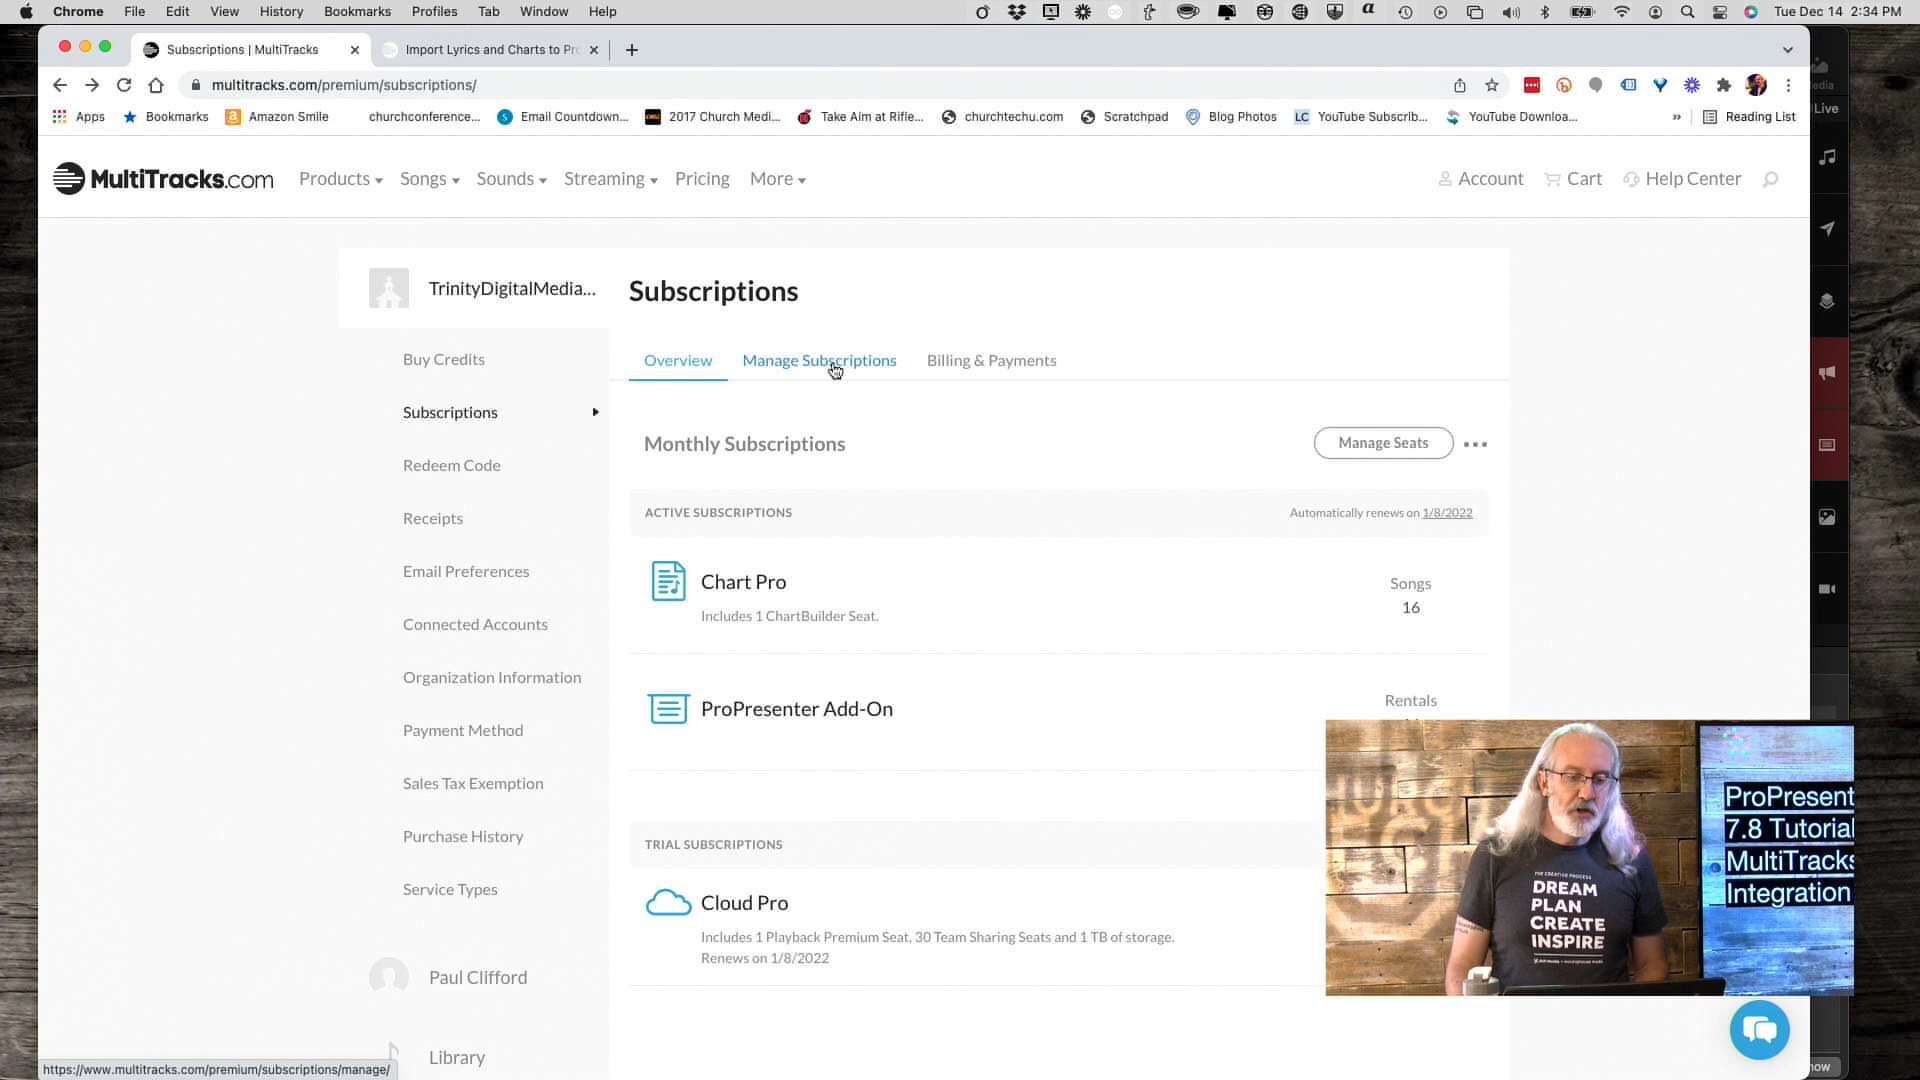 Chrome File Edit View History Bookmarks Profiles Tab Window Help Tue Dec 14 2:34 PM
Subscriptions | MultiTracks
Import Lyrics and Charts to Pro
multitracks.com/premium/subscriptions/
Apps Bookmarks Amazon Smile churchconference... Email Countdown... 2017 Church Medi... Take Aim at Rifle... churchtechu.com Scratchpad Blog Photos YouTube Subscrib... YouTube Downloa... » Reading List
Live
MultiTracks.com Products Songs Sounds Streaming Pricing More Account Cart Help Center
TrinityDigitalMedia...
Buy Credits
Subscriptions
Redeem Code
Receipts
Email Preferences
Connected Accounts
Organization Information
Payment Method
Sales Tax Exemption
Purchase History
Service Types
Paul Clifford
Library
Subscriptions
Overview Manage Subscriptions Billing & Payments
Monthly Subscriptions Manage Seats
ACTIVE SUBSCRIPTIONS Automatically renews on 1/8/2022
Chart Pro Songs
Includes 1 ChartBuilder Seat. 16
ProPresenter Add-On Rentals
TRIAL SUBSCRIPTIONS
Cloud Pro
Includes 1 Playback Premium Seat, 30 Team Sharing Seats and 1 TB of storage.
Renews on 1/8/2022
ProPresent
7.8 Tutorial
MultiTracks
Integration
THE CREATIVE PROCESS
DREAM
PLAN
CREATE
INSPIRE
https://www.multitracks.com/premium/subscriptions/manage/